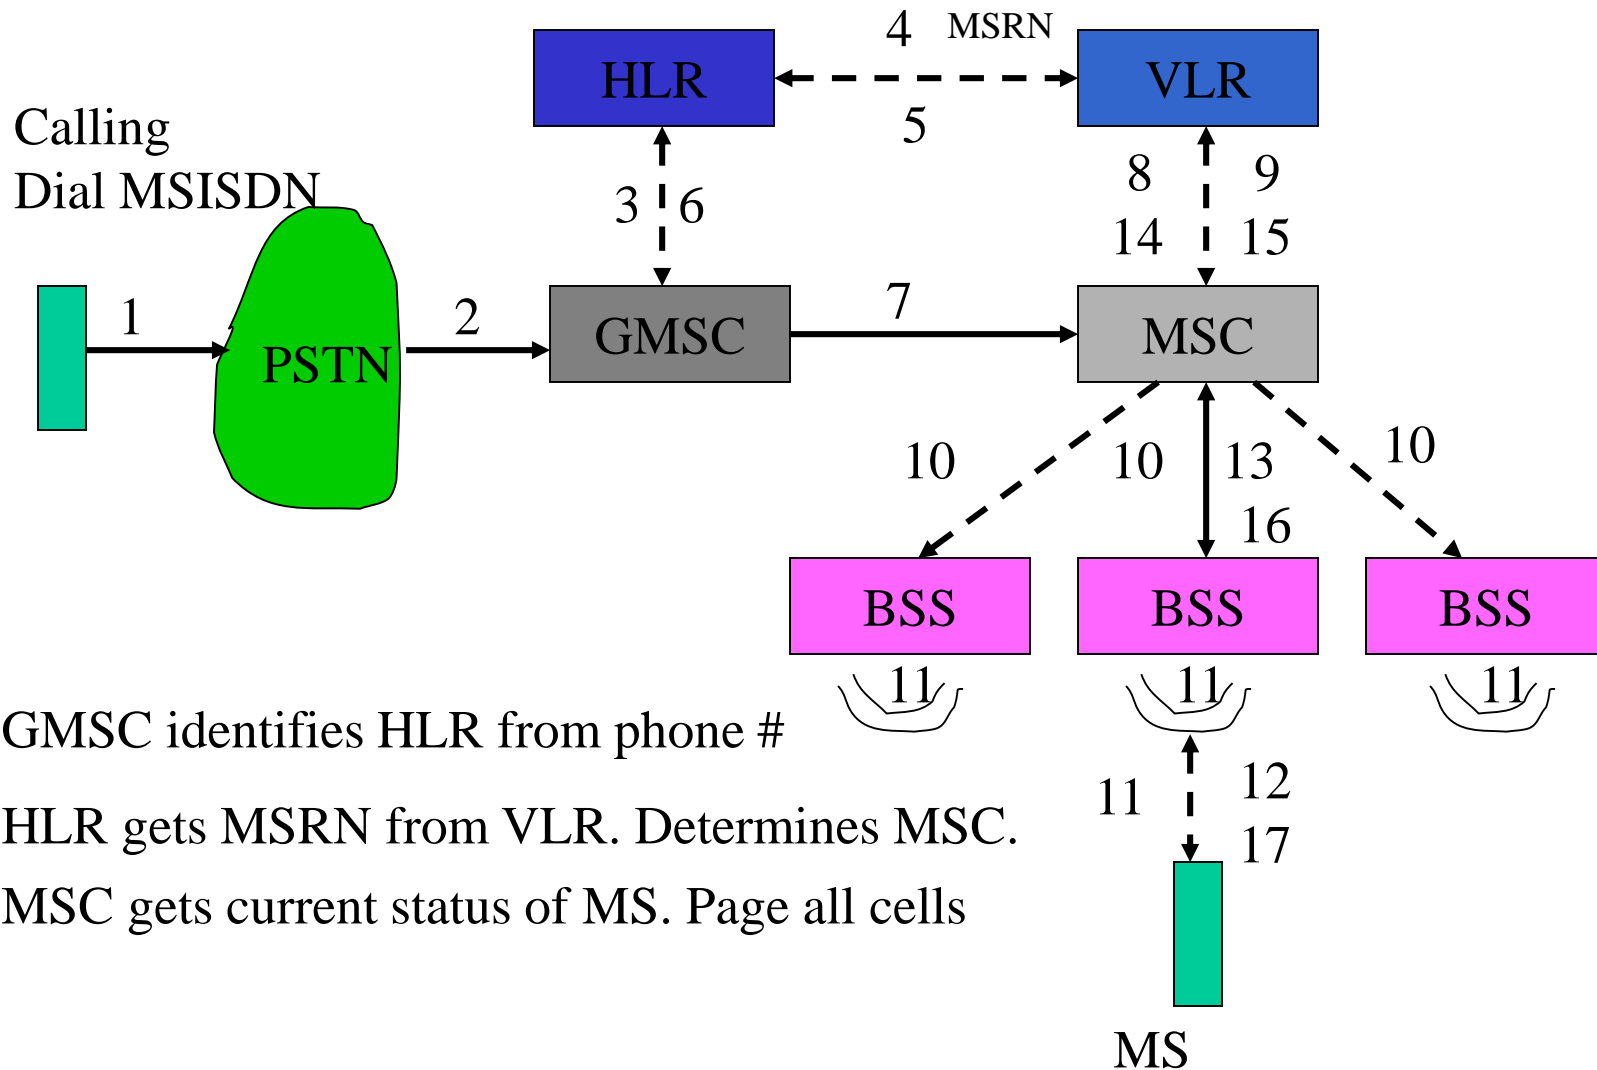 4 MSRN
HLR
VLR
5
Calling
Dial MSISDN
3 6
8 9
14 15
1
PSTN
2
GMSC
7
MSC
10
10
13
10
16
BSS
BSS
BSS
11
11
11
GMSC identifies HLR from phone #
11
12
17
HLR gets MSRN from VLR. Determines MSC.
MSC gets current status of MS. Page all cells
MS